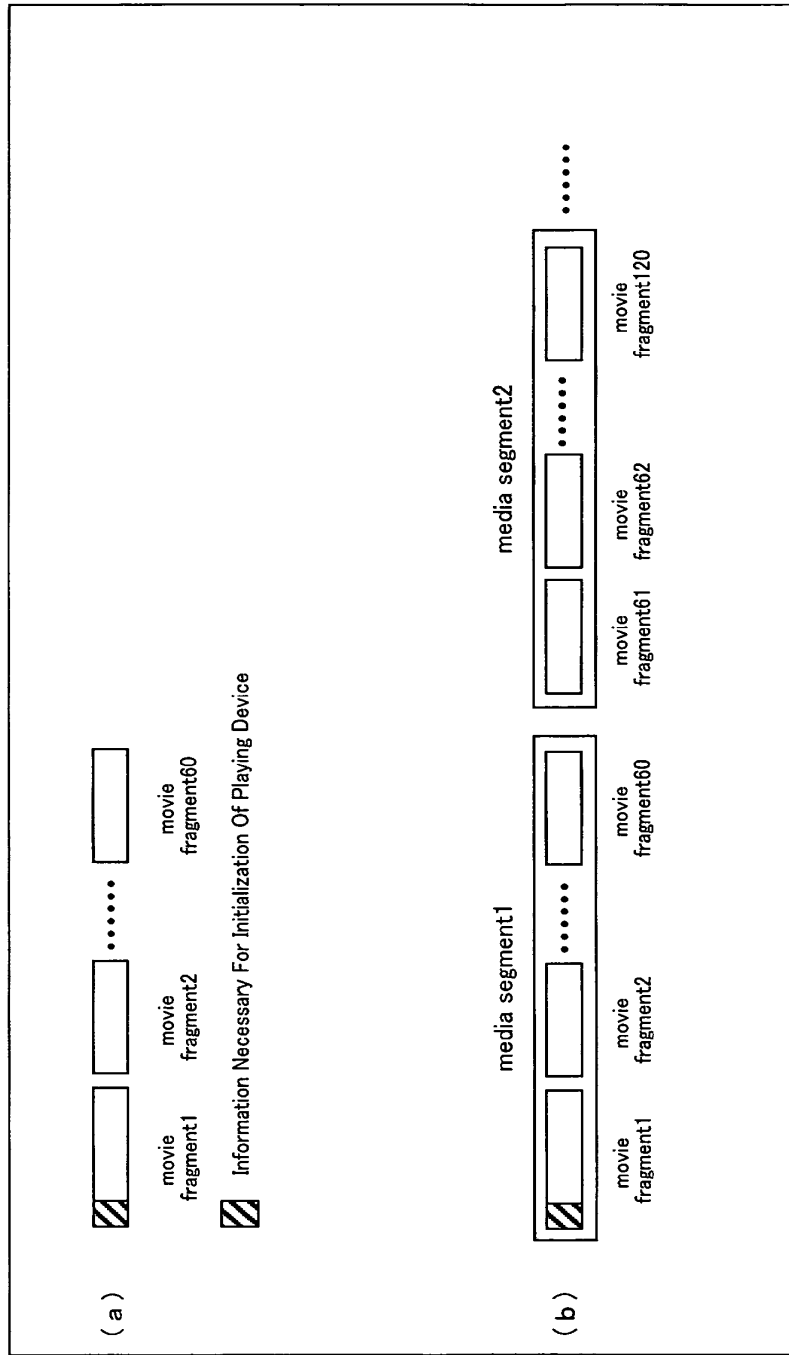 (a)
movie
fragment1
movie
fragment2
••••••
movie
fragment60
Information Necessary For Initialization Of Playing Device
(b)
media segment1
media segment2
movie
fragment1
movie
fragment2
••••••
movie
fragment60
movie
fragment61
movie
fragment62
••••••
movie
fragment120
••••••